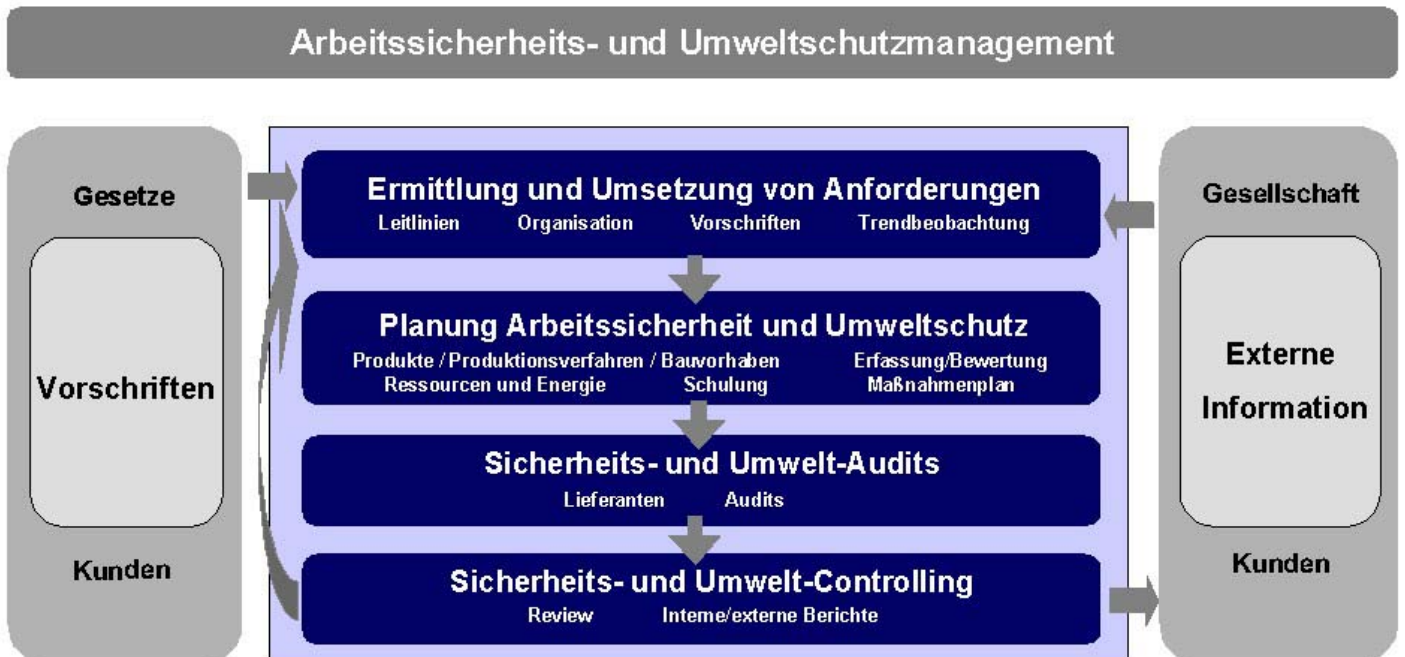 Arbeitssicherheits- und Umweltschutzmanagement
Gesetze
Vorschriften
Kunden
Ermittlung und Umsetzung von Anforderungen
Leitlinien Organisation Vorschriften Trendbeobachtung
Planung Arbeitssicherheit und Umweltschutz
Produkte / Produktionsverfahren / Bauvorhaben Erfassung/Bewertung
Ressourcen und Energie Schulung Maßnahmenplan
Sicherheits- und Umwelt-Audits
Lieferanten Audits
Sicherheits- und Umwelt-Controlling
Review Interne/externe Berichte
Gesellschaft
Externe
Information
Kunden